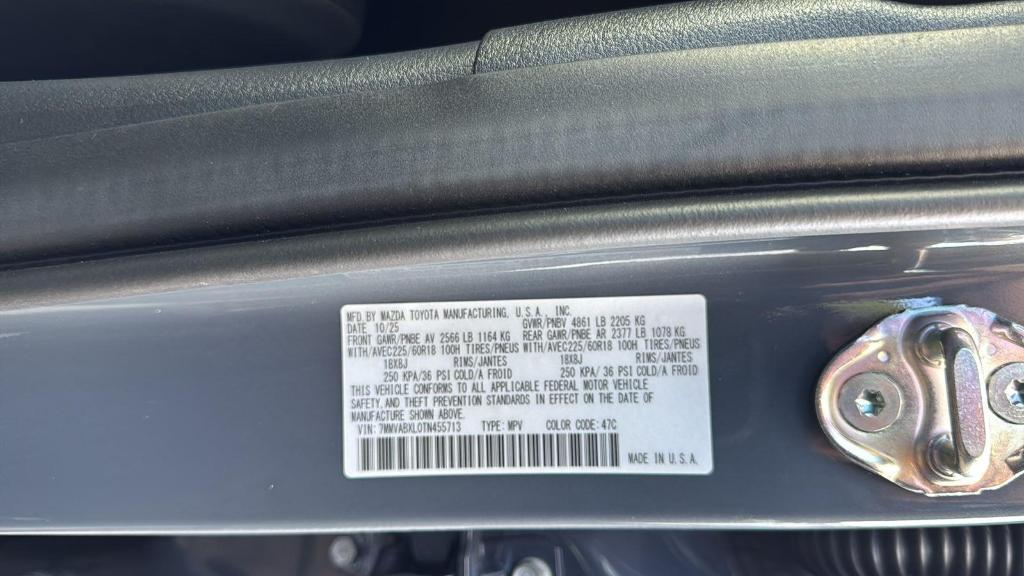 MFD.BY MAZDA TOYOTA MANUFACTURING, U.S.A., INC.
DATE 10/25 GVWR/PNBV 4861 LB 2205 KG
FRONT GAWR/PNBE AV 2566 LB 1164 KG REAR GAWR/PNBE AR 2377 LB 1078 KG
WITH/AVEC225/60R18 100H TIRES/PNEUS WITH/AVEC225/60R18 100H TIRES/PNEUS
18X8J RIMS/JANTES 18X8J RIMS/JANTES
250 KPA/36 PSI COLD/A FROID 250 KPA/ 36 PSI COLD/A FROID
THIS VEHICLE CONFORMS TO ALL APPLICABLE FEDERAL MOTOR VEHICLE
SAFETY, AND THEFT PREVENTION STANDARDS IN EFFECT ON THE DATE OF
MANUFACTURE SHOWN ABOVE.
VIN: 7MMVABXL0TN455713 TYPE: MPV COLOR CODE: 47C
MADE IN U.S.A.